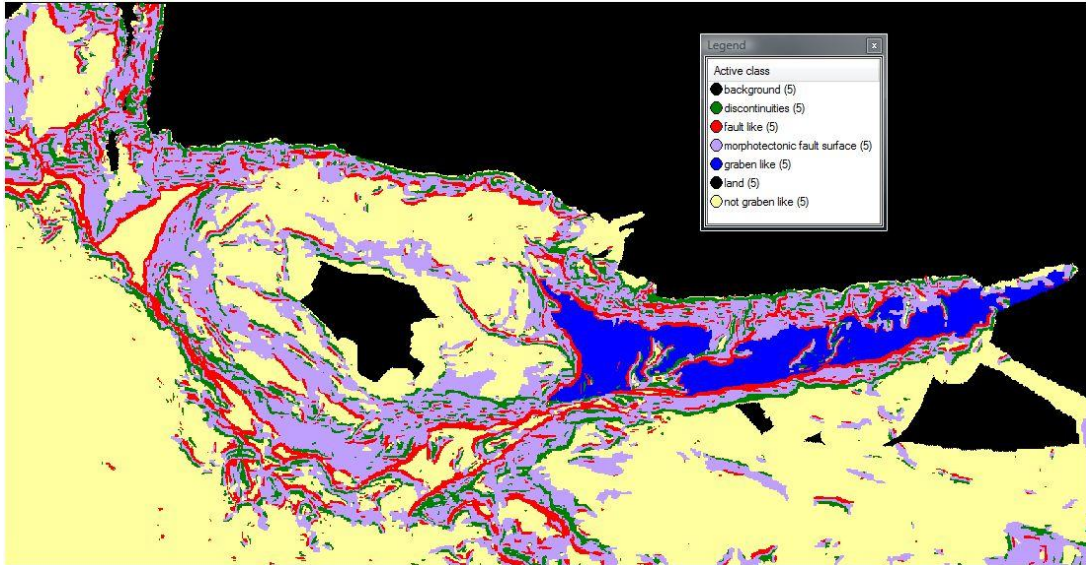 Legend
x
Active class
background (5)
discontinuities (5)
fault like (5)
morphotectonic fault surface (5)
graben like (5)
land (5)
not graben like (5)